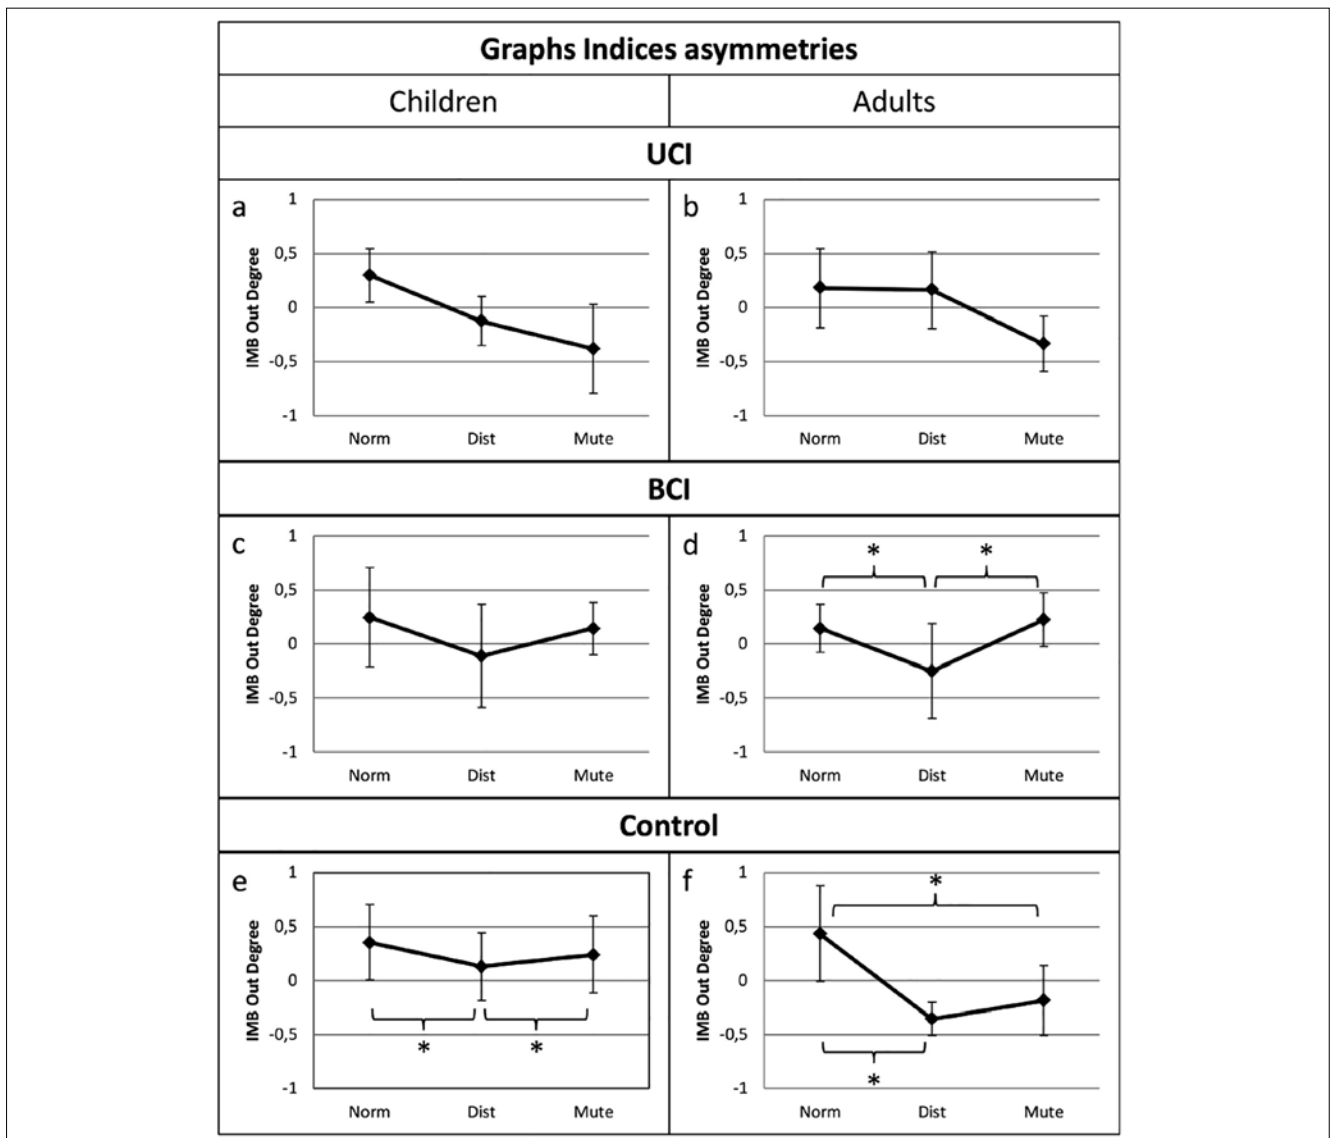 Graphs Indices asymmetries
Children Adults
UCI
a b
1 1
0,5 0,5
0 0
-0,5 -0,5
-1 -1
IMB Out Degree IMB Out Degree
Norm Dist Mute Norm Dist Mute
BCI
c d
1 1
* *
0,5 0,5
0 0
-0,5 -0,5
-1 -1
IMB Out Degree IMB Out Degree
Norm Dist Mute Norm Dist Mute
Control
e f
1 1
*
0,5 0,5
0 0
-0,5 -0,5
* * *
-1 -1
IMB Out Degree IMB Out Degree
Norm Dist Mute Norm Dist Mute